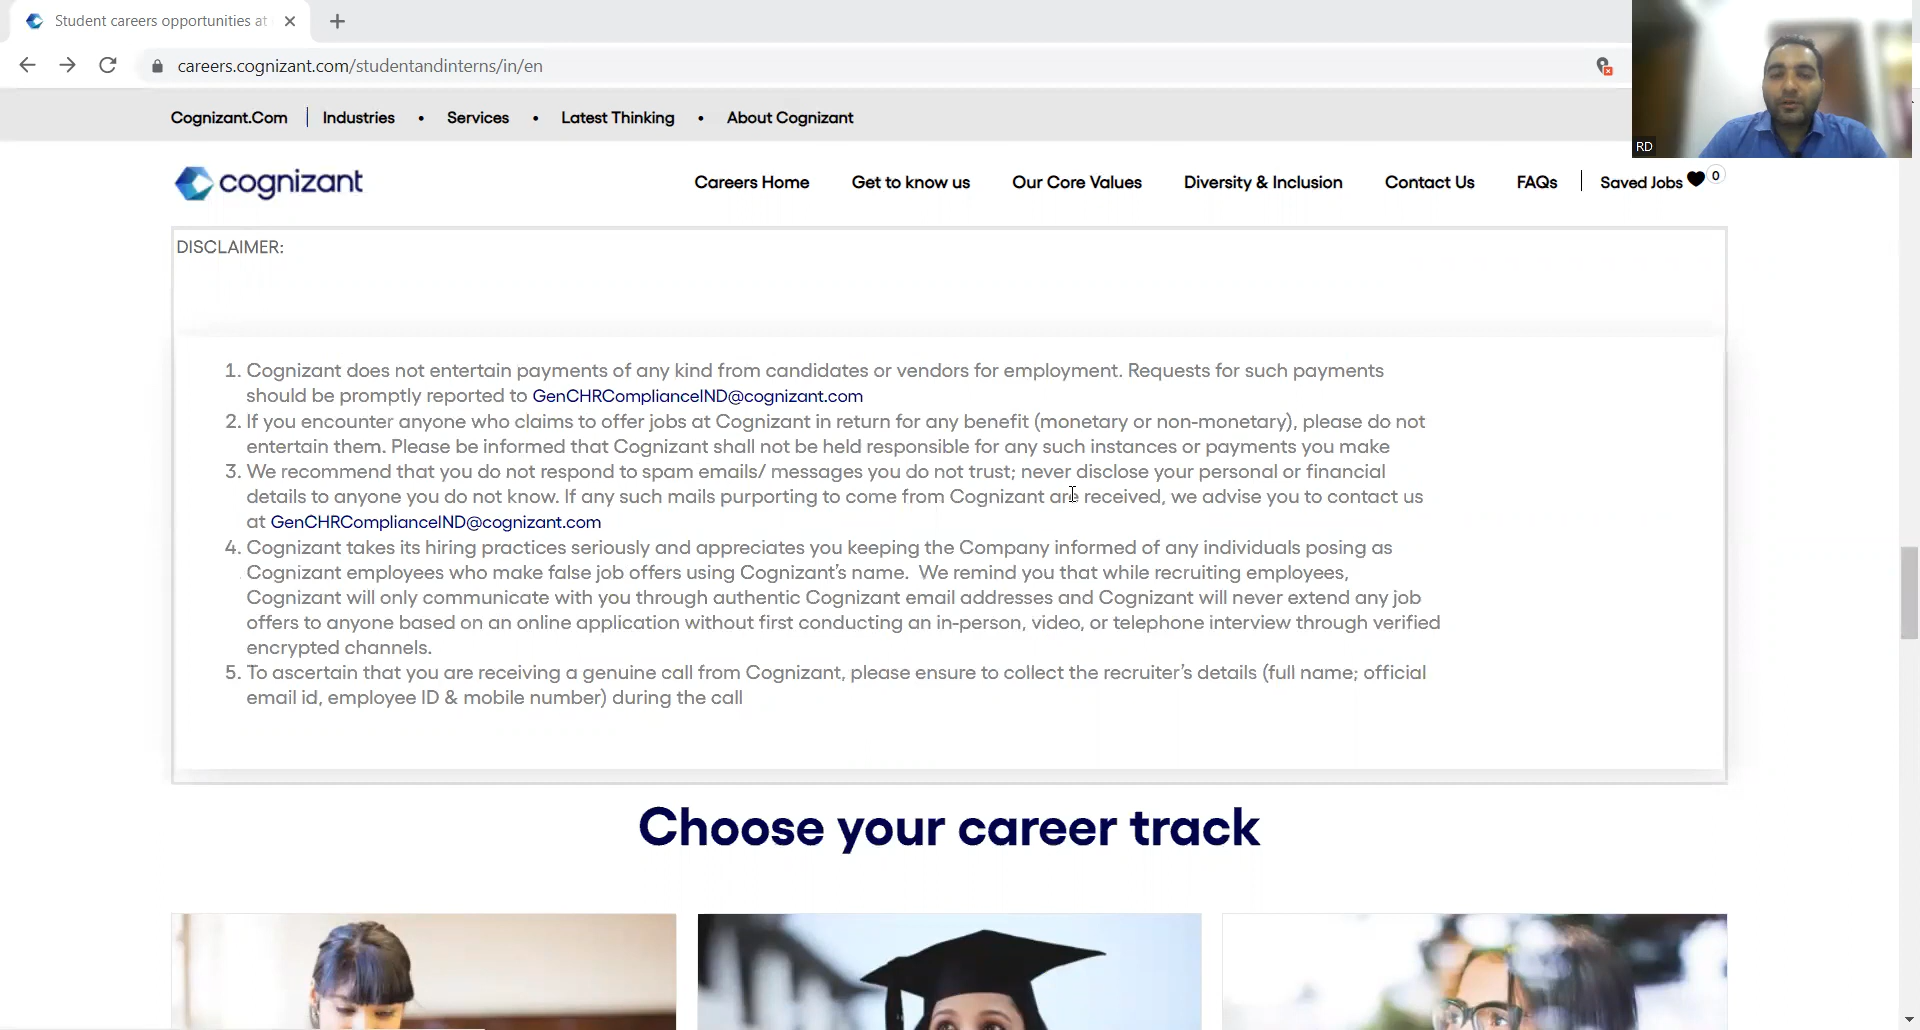 Student careers opportunities at
careers.cognizant.com/studentandinterns/in/en
Cognizant.Com
Industries • Services • Latest Thinking • About Cognizant
RD
cognizant
Careers Home
Get to know us
Our Core Values
Diversity & Inclusion
Contact Us
FAQs
Saved Jobs 0
DISCLAIMER:
1. Cognizant does not entertain payments of any kind from candidates or vendors for employment. Requests for such payments
should be promptly reported to GenCHRComplianceIND@cognizant.com
2. If you encounter anyone who claims to offer jobs at Cognizant in return for any benefit (monetary or non-monetary), please do not
entertain them. Please be informed that Cognizant shall not be held responsible for any such instances or payments you make
3. We recommend that you do not respond to spam emails/ messages you do not trust; never disclose your personal or financial
details to anyone you do not know. If any such mails purporting to come from Cognizant are received, we advise you to contact us
at GenCHRComplianceIND@cognizant.com
4. Cognizant takes its hiring practices seriously and appreciates you keeping the Company informed of any individuals posing as
Cognizant employees who make false job offers using Cognizant's name.  We remind you that while recruiting employees,
Cognizant will only communicate with you through authentic Cognizant email addresses and Cognizant will never extend any job
offers to anyone based on an online application without first conducting an in-person, video, or telephone interview through verified
encrypted channels.
5. To ascertain that you are receiving a genuine call from Cognizant, please ensure to collect the recruiter's details (full name; official
email id, employee ID & mobile number) during the call
Choose your career track